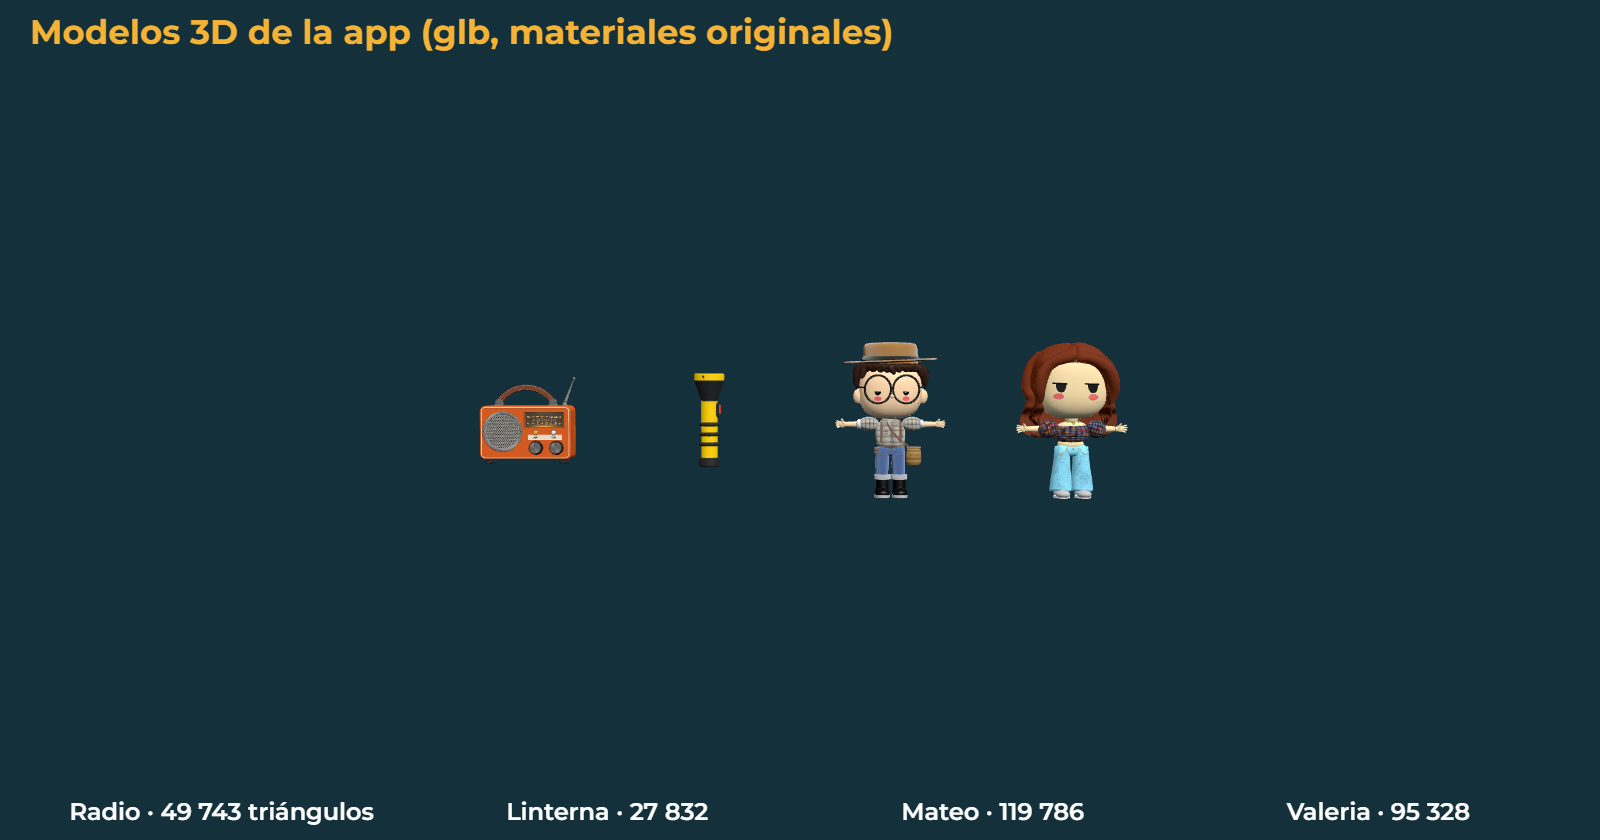 Modelos 3D de la app (glb, materiales originales)
Radio · 49 743 triángulos
Linterna · 27 832
Mateo · 119 786
Valeria · 95 328